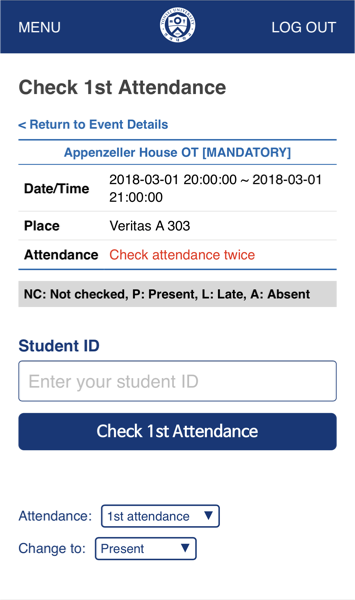 MENU
LOG OUT
Check 1st Attendance
< Return to Event Details
Appenzeller House OT [MANDATORY]
Date/Time
2018-03-01 20:00:00 ~ 2018-03-01
21:00:00
Place
Veritas A 303
Attendance
Check attendance twice
NC: Not checked, P: Present, L: Late, A: Absent
Student ID
Enter your student ID
Check 1st Attendance
Attendance: 1st attendance ▼
Change to: Present ▼